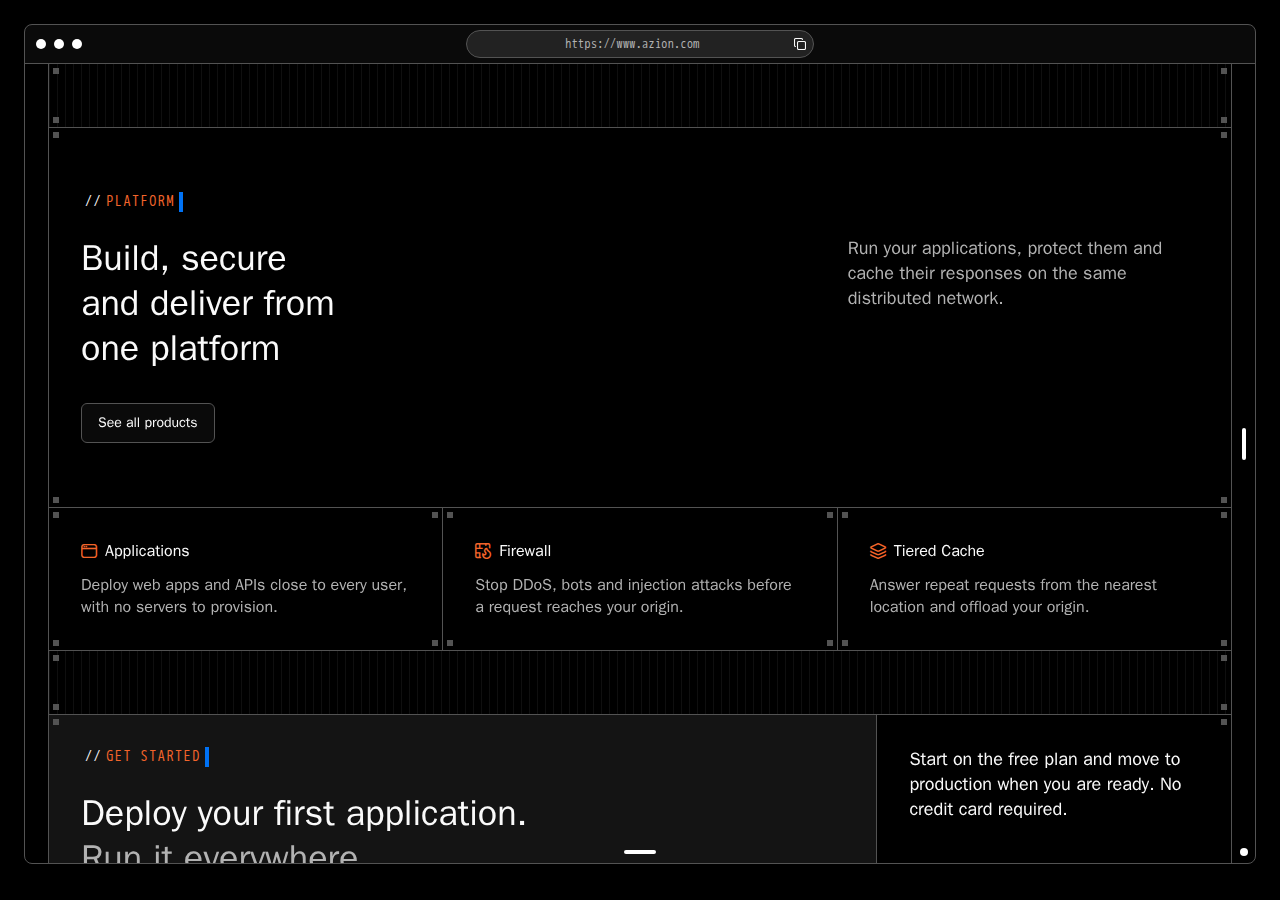 https://www.azion.com
// PLATFORM
Build, secure
and deliver from
one platform
Run your applications, protect them and
cache their responses on the same
distributed network.
See all products
Applications
Deploy web apps and APIs close to every user,
with no servers to provision.
Firewall
Stop DDoS, bots and injection attacks before
a request reaches your origin.
Tiered Cache
Answer repeat requests from the nearest
location and offload your origin.
// GET STARTED
Deploy your first application.
Run it everywhere
Start on the free plan and move to
production when you are ready. No
credit card required.